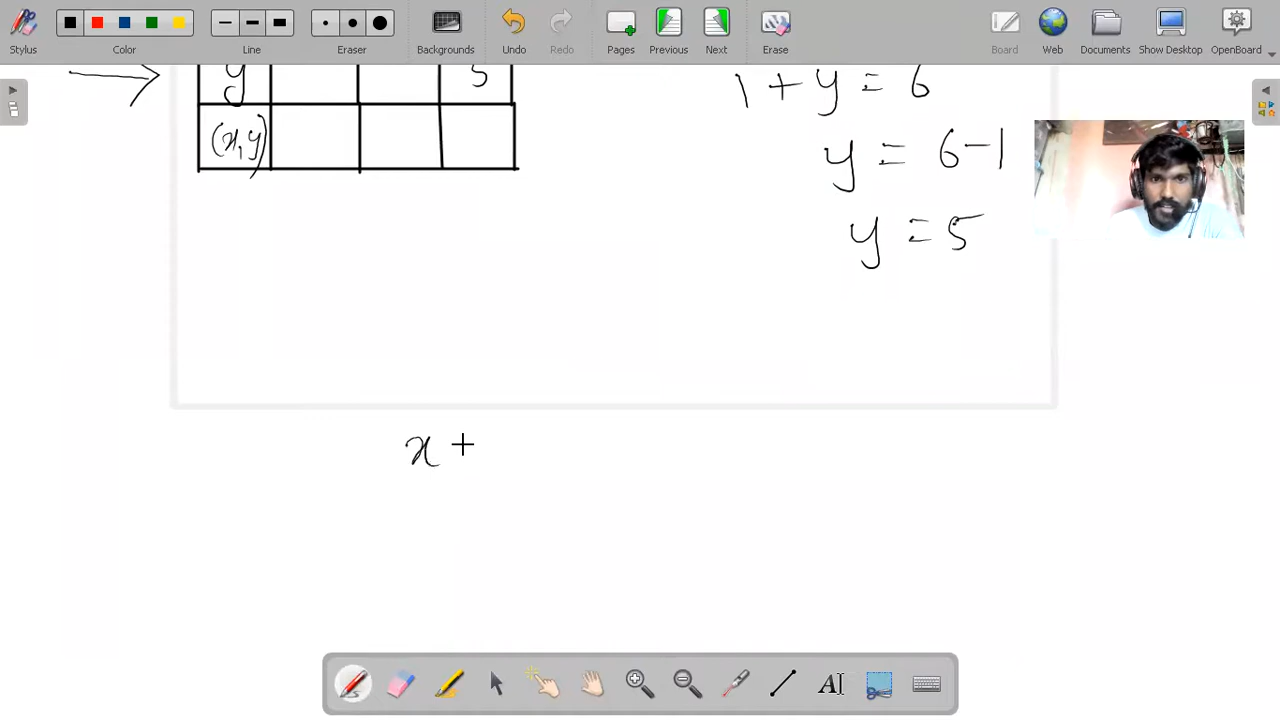 Stylus
Color
Line
Eraser
Backgrounds
Undo
Redo
Pages
Previous
Next
Erase
Board
Web
Documents
Show Desktop
OpenBoard
y 5
(x,y)
1 + y = 6
y = 6-1
y = 5
x +